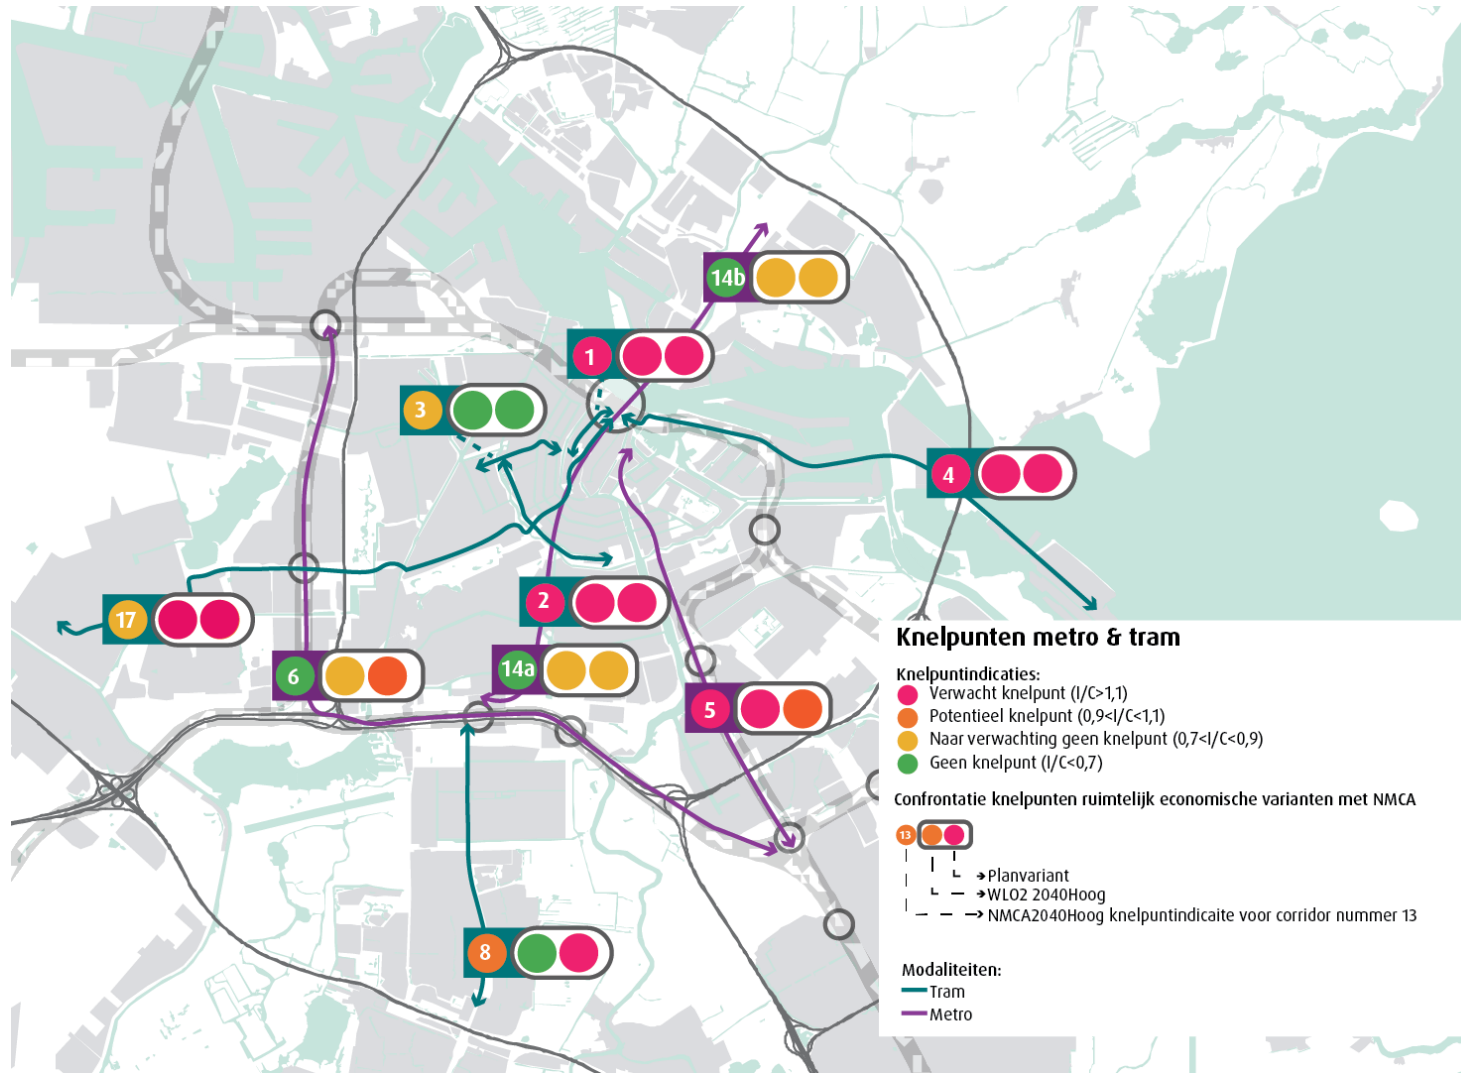 14b
1
3
4
17
2
6
14a
5
8
Knelpunten metro & tram
Knelpuntindicaties:
Verwacht knelpunt (I/C>1,1)
Potentieel knelpunt (0,9<I/C<1,1)
Naar verwachting geen knelpunt (0,7<I/C<0,9)
Geen knelpunt (I/C<0,7)
Confrontatie knelpunten ruimtelijk economische varianten met NMCA
13
Planvariant
WLO2 2040Hoog
NMCA2040Hoog knelpuntindicaite voor corridor nummer 13
Modaliteiten:
Tram
Metro